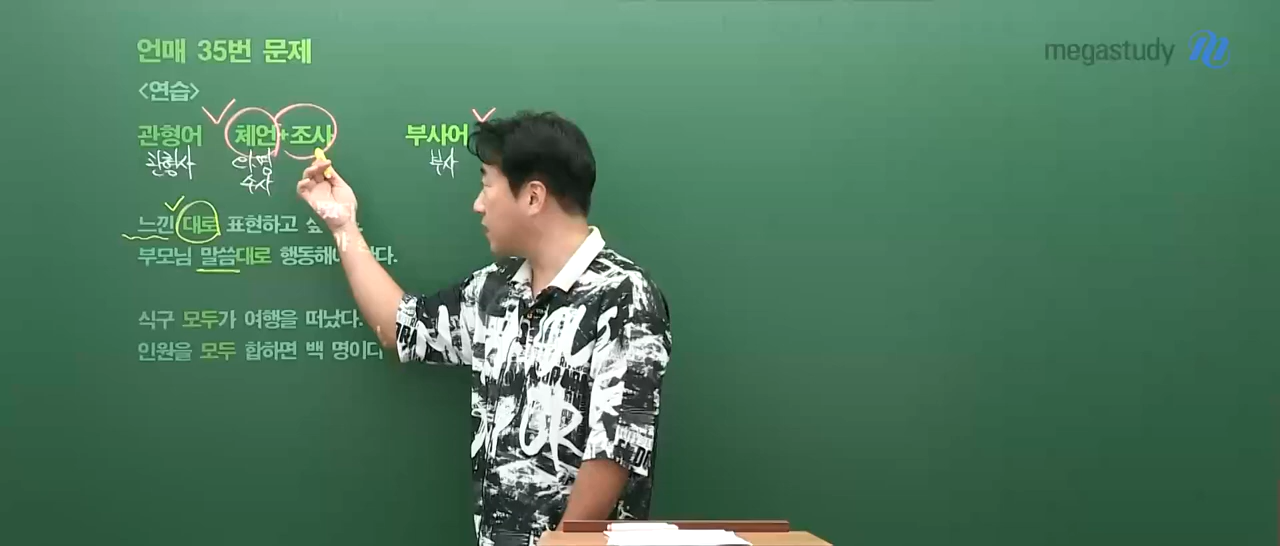 언매 35번 문제
megastudy
<연습>
관형어 체언+조사 부사어
관형사 대명 부사
수사
느낀 대로 표현하고
부모님 말씀대로 행동해야 다.
식구 모두가 여행을 떠났다.
인원을 모두 합하면 백 명이다